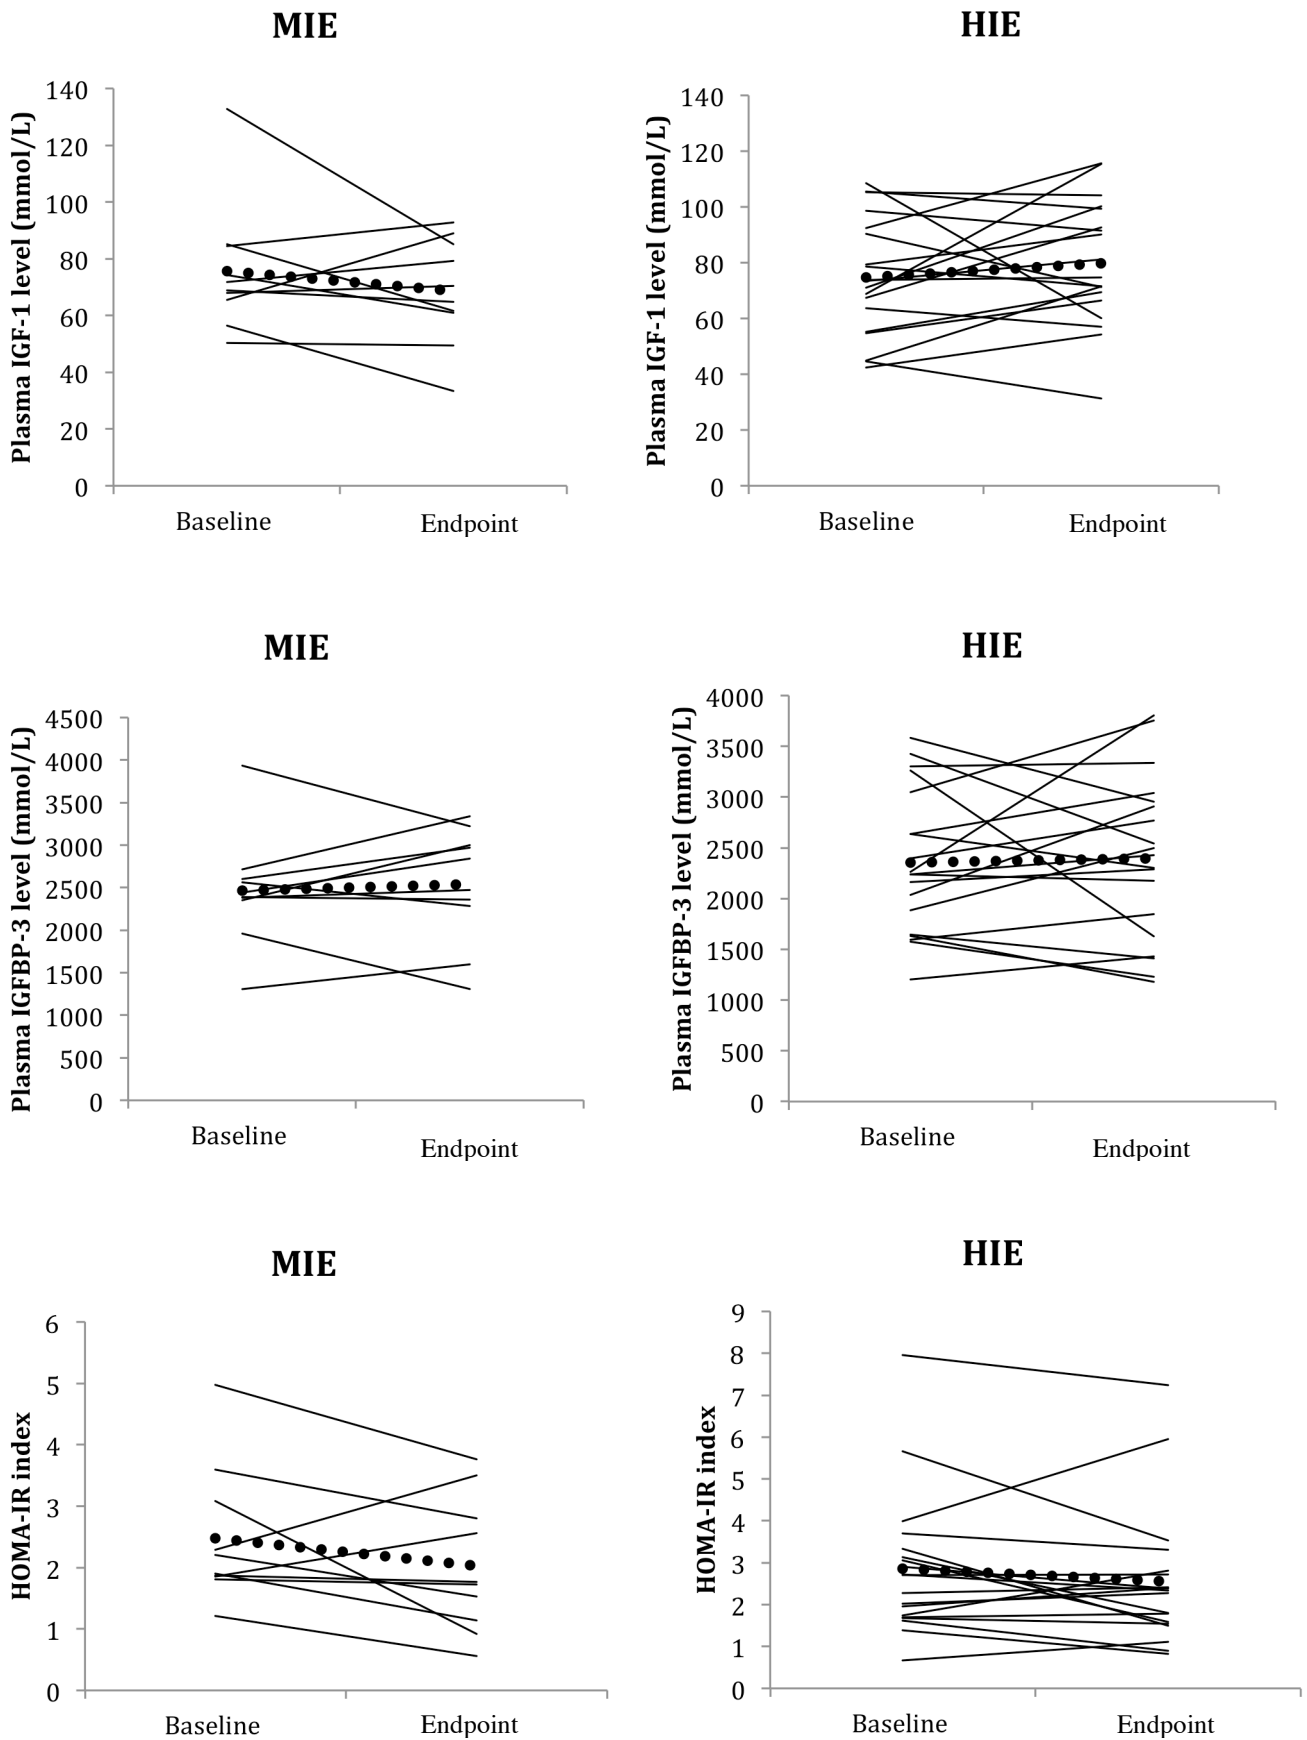 MIE
HIE
Plasma IGF-1 level (mmol/L)
140
120
100
80
60
40
20
0
Baseline
Endpoint
Plasma IGF-1 level (mmol/L)
140
120
100
80
60
40
20
0
Baseline
Endpoint
MIE
HIE
Plasma IGFBP-3 level (mmol/L)
4500
4000
3500
3000
2500
2000
1500
1000
500
0
Baseline
Endpoint
Plasma IGFBP-3 level (mmol/L)
4000
3500
3000
2500
2000
1500
1000
500
0
Baseline
Endpoint
MIE
HIE
HOMA-IR index
6
5
4
3
2
1
0
Baseline
Endpoint
HOMA-IR index
9
8
7
6
5
4
3
2
1
0
Baseline
Endpoint